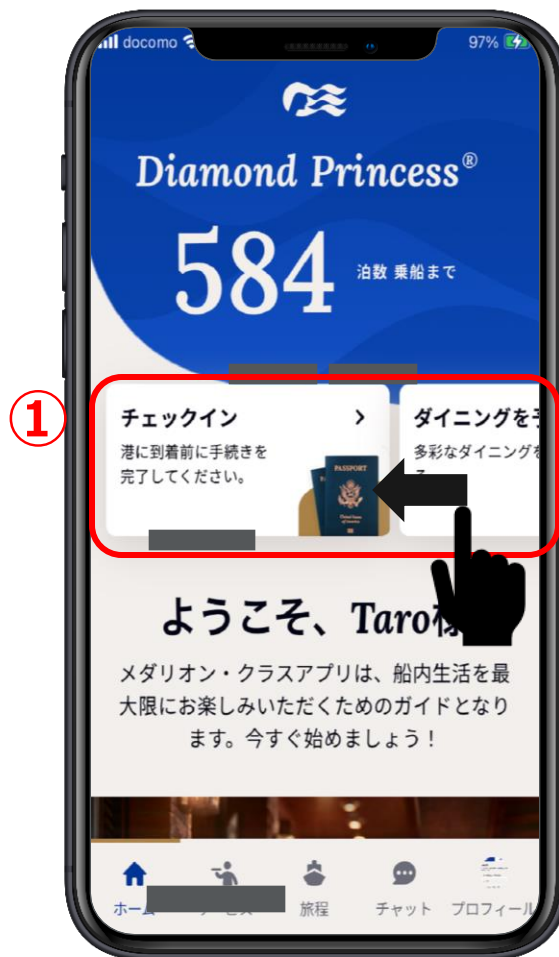 docomo
97%
Diamond Princess®
584
泊数 乗船まで
①
チェックイン
港に到着前に手続きを
完了してください。
PASSPORT
ダイニングを
多彩なダイニング
ようこそ、Taro様
メダリオン・クラスアプリは、船内生活を最
大限にお楽しみいただくためのガイドとなり
ます。今すぐ始めましょう！
ホーム
旅程
チャット
プロフィール